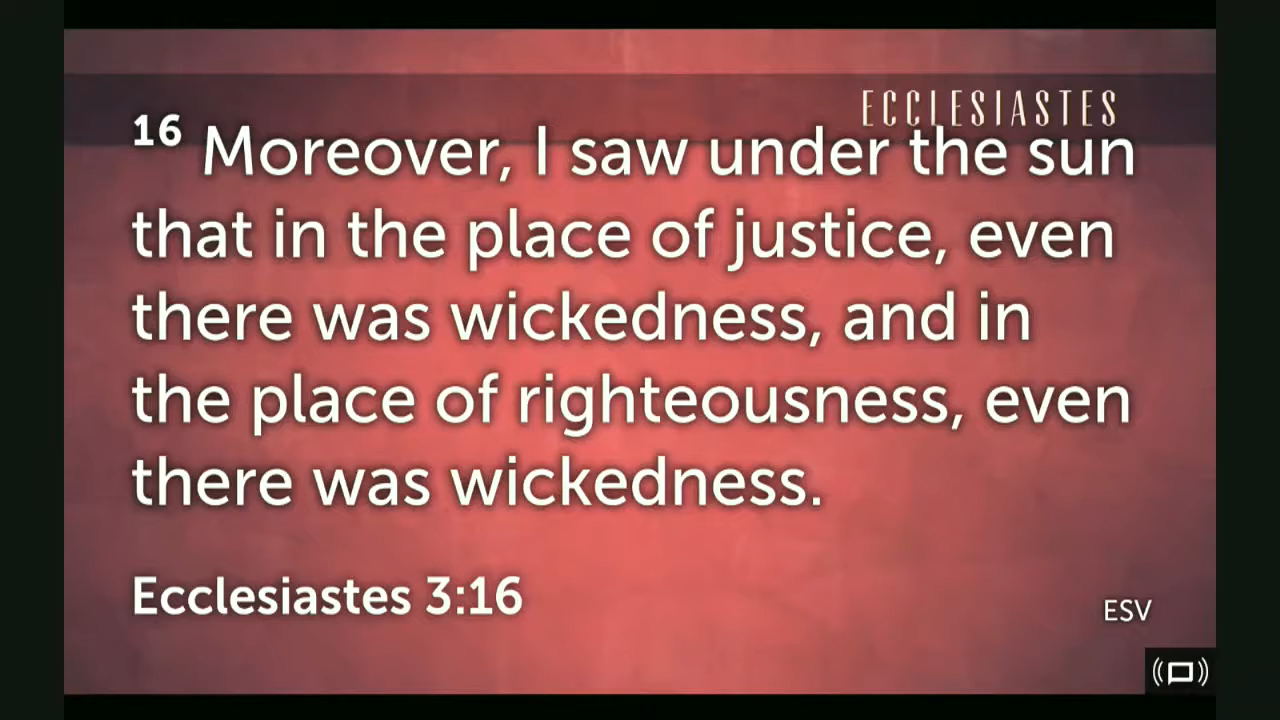 ECCLESIASTES
16 Moreover, I saw under the sun
that in the place of justice, even
there was wickedness, and in
the place of righteousness, even
there was wickedness.
Ecclesiastes 3:16
ESV